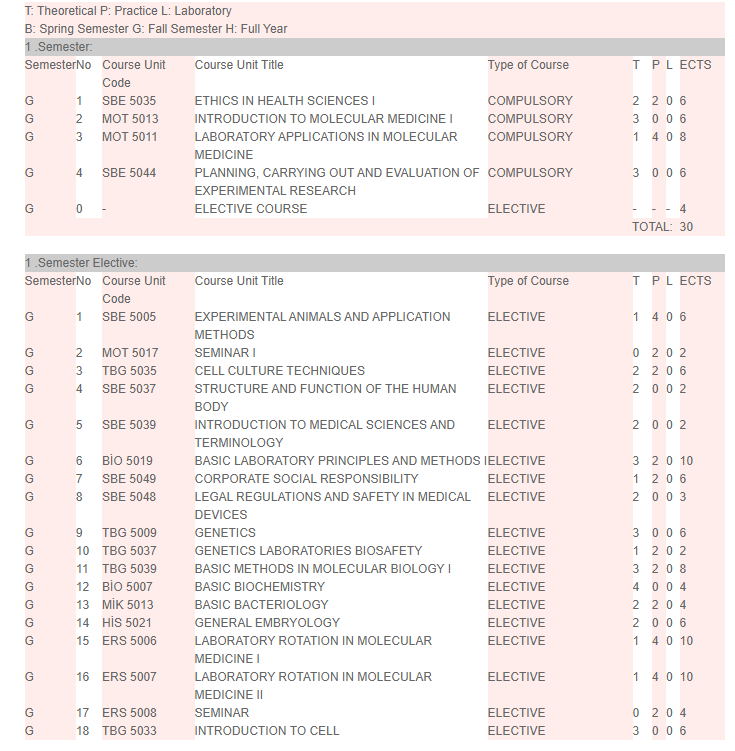 T: Theoretical P: Practice L: Laboratory
B: Spring Semester G: Fall Semester H: Full Year
1 .Semester:
SemesterNo Course Unit Code Course Unit Title Type of Course T P L ECTS
G 1 SBE 5035 ETHICS IN HEALTH SCIENCES I COMPULSORY 2 2 0 6
G 2 MOT 5013 INTRODUCTION TO MOLECULAR MEDICINE I COMPULSORY 3 0 0 6
G 3 MOT 5011 LABORATORY APPLICATIONS IN MOLECULAR COMPULSORY 1 4 0 8
MEDICINE
G 4 SBE 5044 PLANNING, CARRYING OUT AND EVALUATION OF COMPULSORY 3 0 0 6
EXPERIMENTAL RESEARCH
G 0 - ELECTIVE COURSE ELECTIVE - - - 4
TOTAL: 30
1 .Semester Elective:
SemesterNo Course Unit Code Course Unit Title Type of Course T P L ECTS
G 1 SBE 5005 EXPERIMENTAL ANIMALS AND APPLICATION ELECTIVE 1 4 0 6
METHODS
G 2 MOT 5017 SEMINAR I ELECTIVE 0 2 0 2
G 3 TBG 5035 CELL CULTURE TECHNIQUES ELECTIVE 2 2 0 6
G 4 SBE 5037 STRUCTURE AND FUNCTION OF THE HUMAN ELECTIVE 2 0 0 2
BODY
G 5 SBE 5039 INTRODUCTION TO MEDICAL SCIENCES AND ELECTIVE 2 0 0 2
TERMINOLOGY
G 6 BİO 5019 BASIC LABORATORY PRINCIPLES AND METHODS I ELECTIVE 3 2 0 10
G 7 SBE 5049 CORPORATE SOCIAL RESPONSIBILITY ELECTIVE 1 2 0 6
G 8 SBE 5048 LEGAL REGULATIONS AND SAFETY IN MEDICAL ELECTIVE 2 0 0 3
DEVICES
G 9 TBG 5009 GENETICS ELECTIVE 3 0 0 6
G 10 TBG 5037 GENETICS LABORATORIES BIOSAFETY ELECTIVE 1 2 0 2
G 11 TBG 5039 BASIC METHODS IN MOLECULAR BIOLOGY I ELECTIVE 3 2 0 8
G 12 BİO 5007 BASIC BIOCHEMISTRY ELECTIVE 4 0 0 4
G 13 MİK 5013 BASIC BACTERIOLOGY ELECTIVE 2 2 0 4
G 14 HİS 5021 GENERAL EMBRYOLOGY ELECTIVE 2 0 0 6
G 15 ERS 5006 LABORATORY ROTATION IN MOLECULAR ELECTIVE 1 4 0 10
MEDICINE I
G 16 ERS 5007 LABORATORY ROTATION IN MOLECULAR ELECTIVE 1 4 0 10
MEDICINE II
G 17 ERS 5008 SEMINAR ELECTIVE 0 2 0 4
G 18 TBG 5033 INTRODUCTION TO CELL ELECTIVE 3 0 0 6